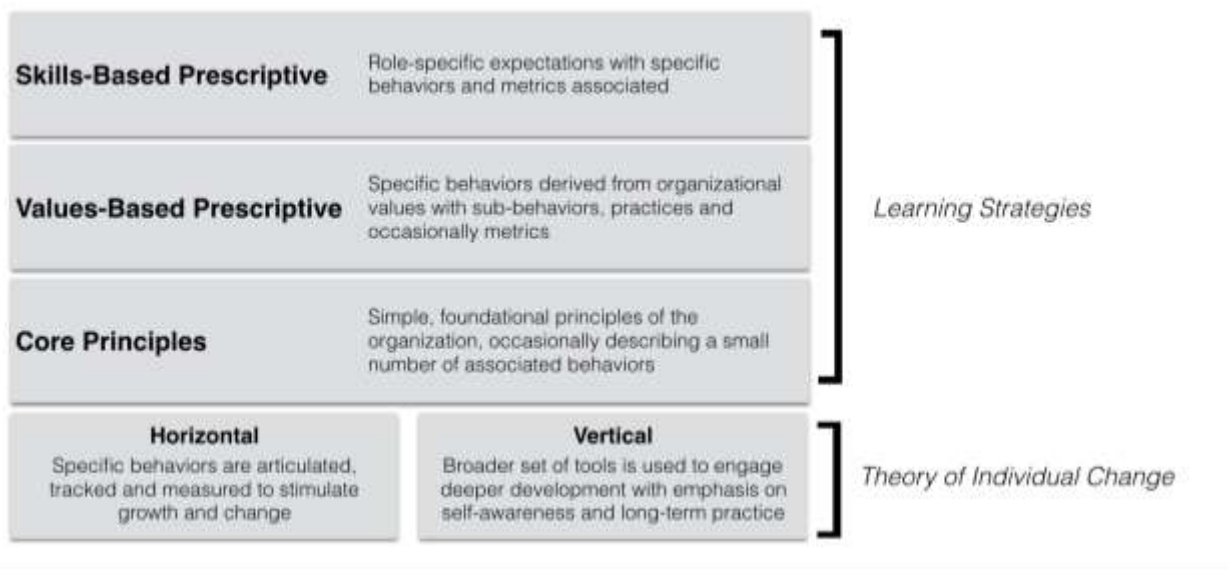 Skills-Based Prescriptive
Role-specific expectations with specific
behaviors and metrics associated
Values-Based Prescriptive
Specific behaviors derived from organizational
values with sub-behaviors, practices and
occasionally metrics
Learning Strategies
Core Principles
Simple, foundational principles of the
organization, occasionally describing a small
number of associated behaviors
Horizontal
Specific behaviors are articulated,
tracked and measured to stimulate
growth and change
Vertical
Broader set of tools is used to engage
deeper development with emphasis on
self-awareness and long-term practice
Theory of Individual Change